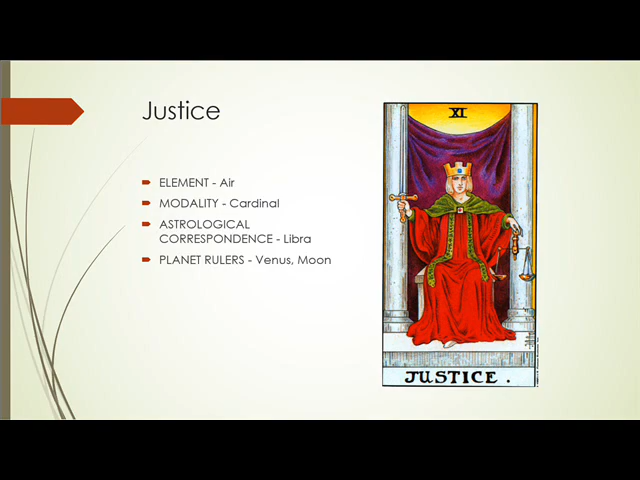 Justice
ELEMENT - Air
MODALITY - Cardinal
ASTROLOGICAL
CORRESPONDENCE - Libra
PLANET RULERS - Venus, Moon
XI
JUSTICE.